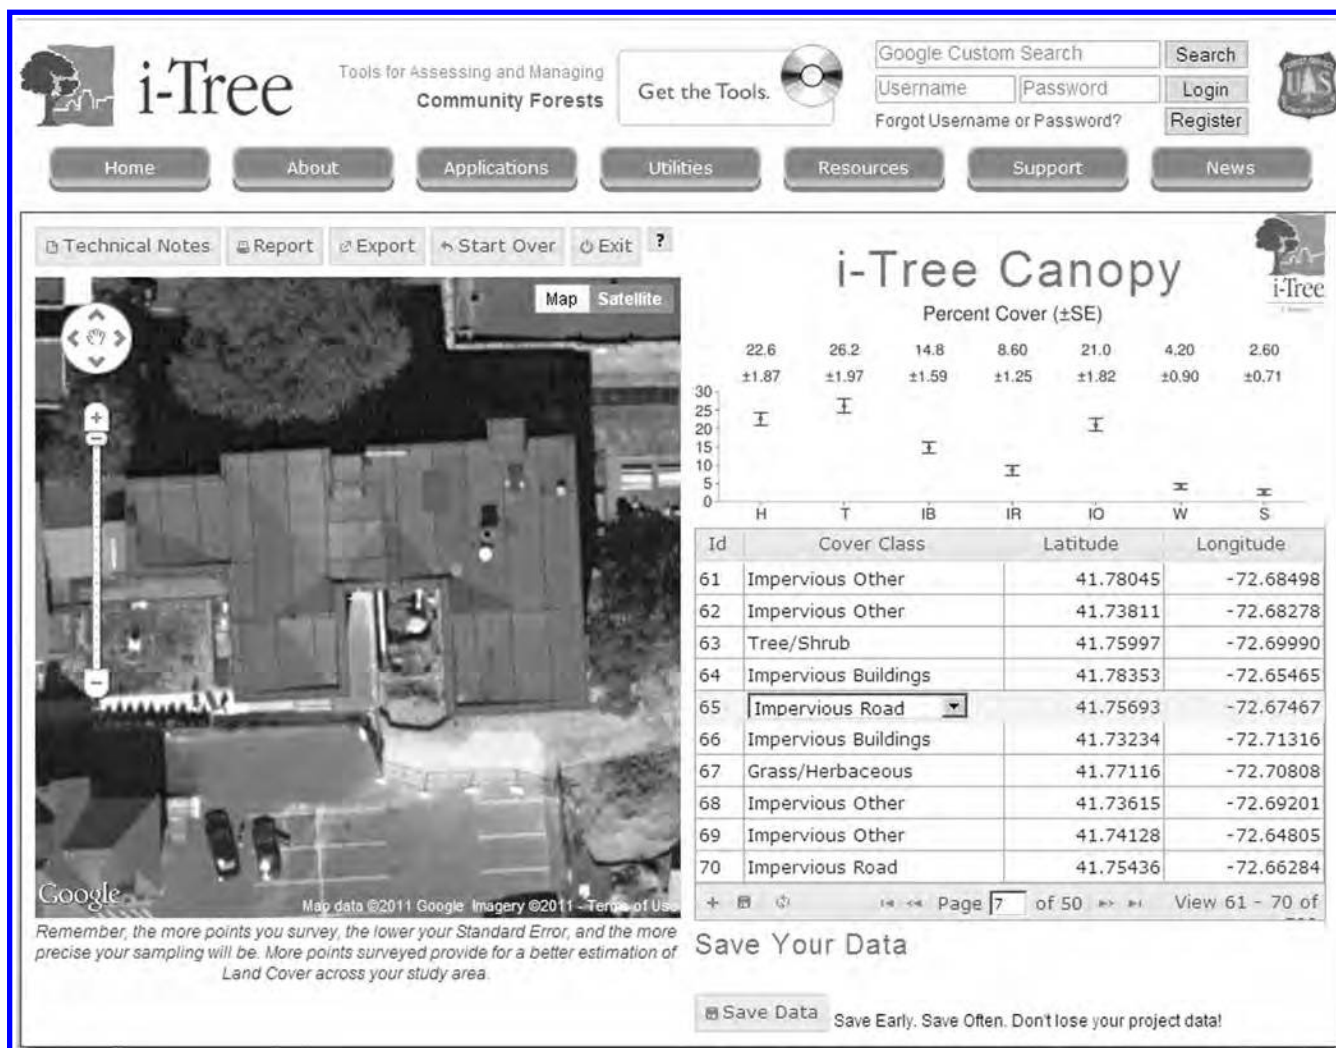 i-Tree
Tools for Assessing and Managing
Community Forests
Get the Tools.
Google Custom Search Search
Username Password Login
Forgot Username or Password? Register
US
Home About Applications Utilities Resources Support News
Technical Notes Report Export Start Over Exit ?
Map Satellite
Google
Map data ©2011 Google Imagery ©2011 - Terms of Use
Remember, the more points you survey, the lower your Standard Error, and the more
precise your sampling will be. More points surveyed provide for a better estimation of
Land Cover across your study area.
i-Tree Canopy
i-Tree
Percent Cover (±SE)
22.6 26.2 14.8 8.60 21.0 4.20 2.60
±1.87 ±1.97 ±1.59 ±1.25 ±1.82 ±0.90 ±0.71
30
25
20
15
10
5
0
H T IB IR IO W S
Id Cover Class Latitude Longitude
61 Impervious Other 41.78045 -72.68498
62 Impervious Other 41.73811 -72.68278
63 Tree/Shrub 41.75997 -72.69990
64 Impervious Buildings 41.78353 -72.65465
65 Impervious Road 41.75693 -72.67467
66 Impervious Buildings 41.73234 -72.71316
67 Grass/Herbaceous 41.77116 -72.70808
68 Impervious Other 41.73615 -72.69201
69 Impervious Other 41.74128 -72.64805
70 Impervious Road 41.75436 -72.66284
Page 7 of 50 View 61 - 70 of
Save Your Data
Save Data Save Early. Save Often. Don't lose your project data!